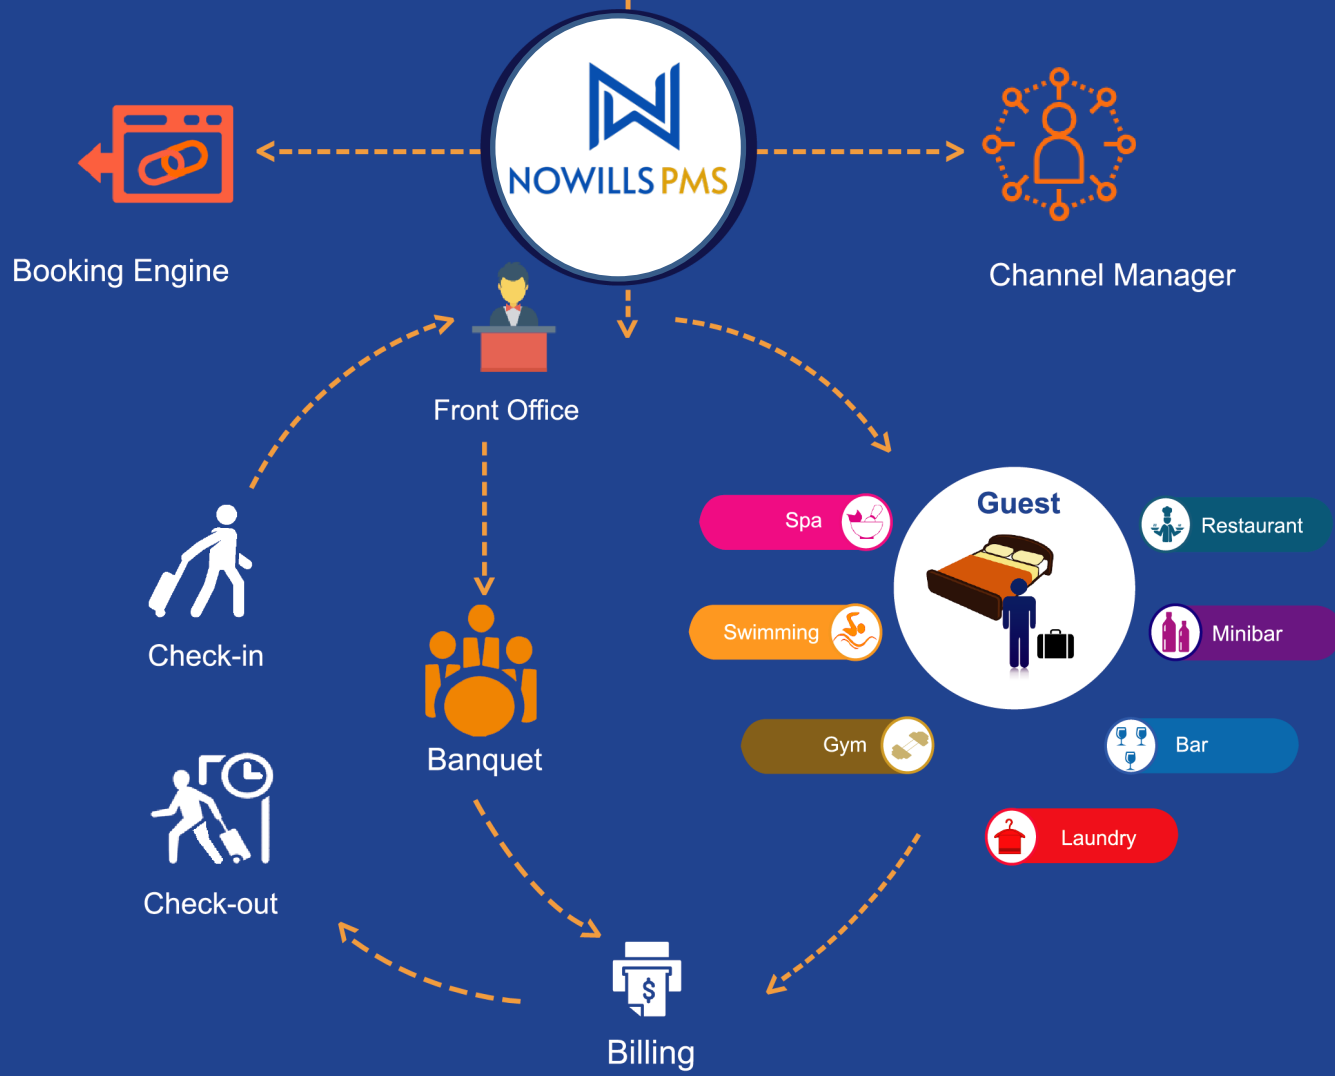 NOWILLS PMS
Booking Engine
Channel Manager
Front Office
Guest
Spa
Restaurant
Swimming
Minibar
Check-in
Gym
Bar
Banquet
Laundry
Check-out
$
Billing